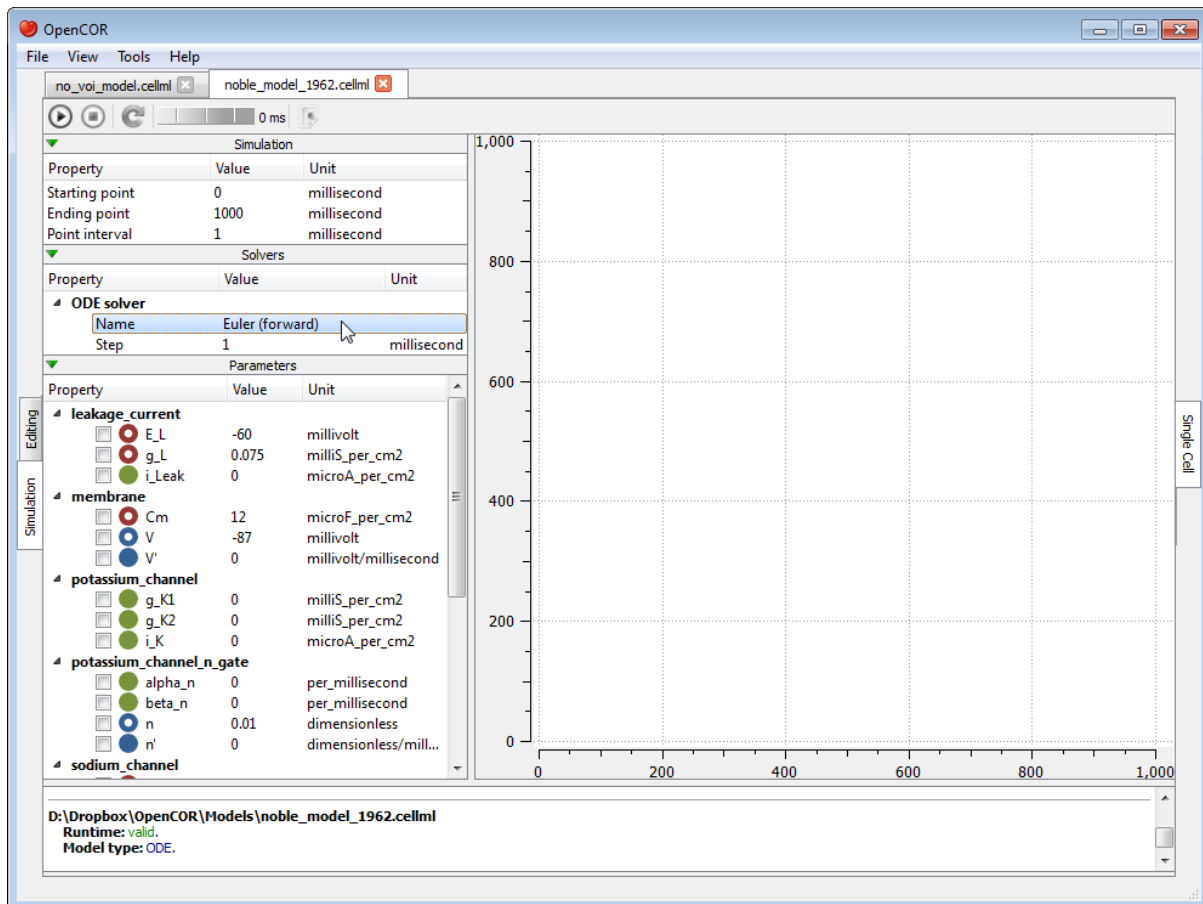 OpenCOR
File View Tools Help
no_voi_model.cellml noble_model_1962.cellml
0 ms
Simulation
Property Value Unit
Starting point 0 millisecond
Ending point 1000 millisecond
Point interval 1 millisecond
Solvers
Property Value Unit
ODE solver
Name Euler (forward)
Step 1 millisecond
Parameters
Property Value Unit
leakage_current
E_L -60 millivolt
g_L 0.075 milliS_per_cm2
i_Leak 0 microA_per_cm2
membrane
Cm 12 microF_per_cm2
V -87 millivolt
V' 0 millivolt/millisecond
potassium_channel
g_K1 0 milliS_per_cm2
g_K2 0 milliS_per_cm2
i_K 0 microA_per_cm2
potassium_channel_n_gate
alpha_n 0 per_millisecond
beta_n 0 per_millisecond
n 0.01 dimensionless
n' 0 dimensionless/mill...
sodium_channel
Editing
Simulation
1,000
800
600
400
200
0
0 200 400 600 800 1,000
Single Cell
D:\Dropbox\OpenCOR\Models\noble_model_1962.cellml
Runtime: valid.
Model type: ODE.